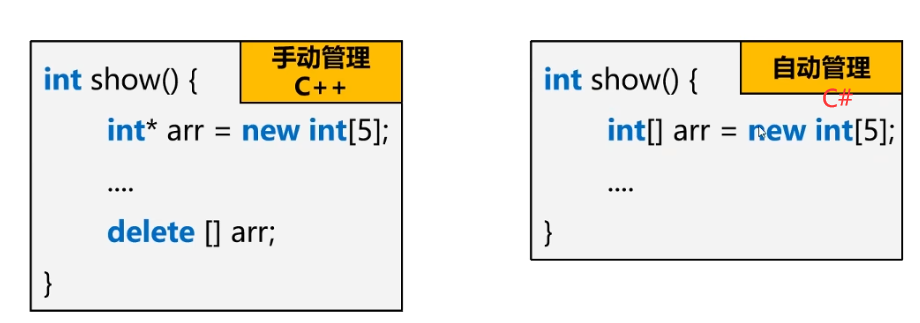 手动管理
C++
int show() {
int* arr = new int[5];
....
delete [] arr;
}
自动管理
C#
int show() {
int[] arr = new int[5];
....
}